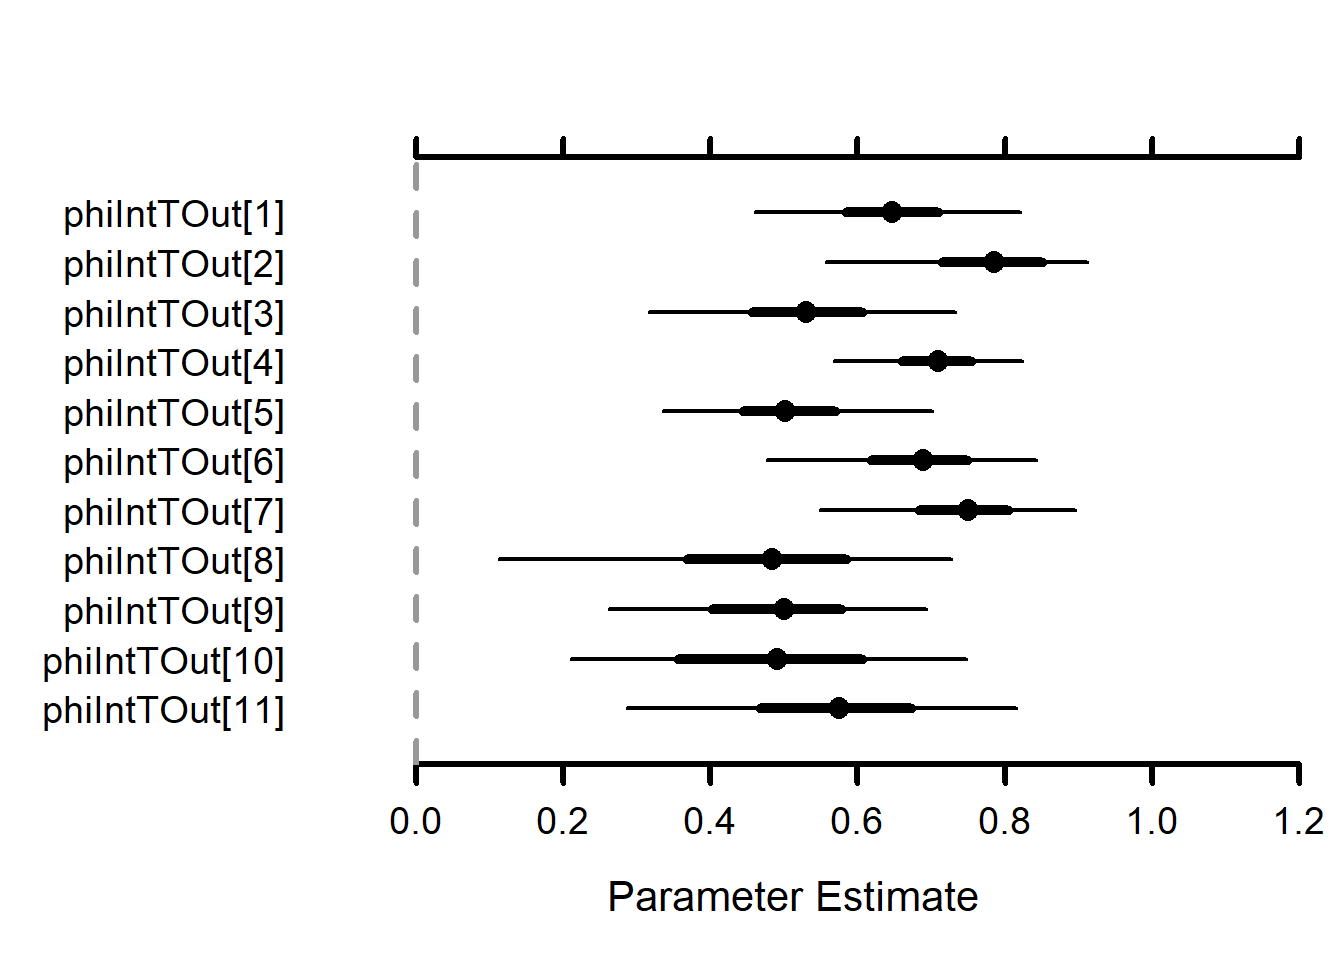 phiIntTOut[1]
phiIntTOut[2]
phiIntTOut[3]
phiIntTOut[4]
phiIntTOut[5]
phiIntTOut[6]
phiIntTOut[7]
phiIntTOut[8]
phiIntTOut[9]
phiIntTOut[10]
phiIntTOut[11]
0.0 0.2 0.4 0.6 0.8 1.0 1.2
Parameter Estimate